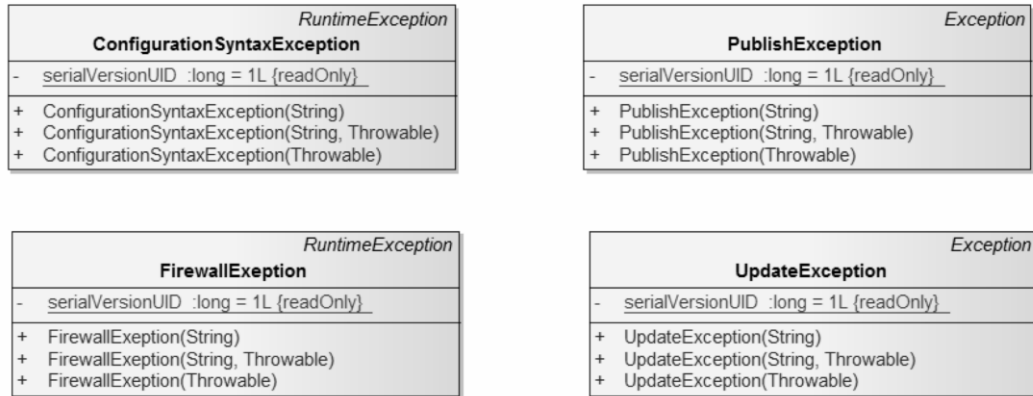 RuntimeException
ConfigurationSyntaxException
- serialVersionUID :long = 1L {readOnly}
+ ConfigurationSyntaxException(String)
+ ConfigurationSyntaxException(String, Throwable)
+ ConfigurationSyntaxException(Throwable)
Exception
PublishException
- serialVersionUID :long = 1L {readOnly}
+ PublishException(String)
+ PublishException(String, Throwable)
+ PublishException(Throwable)
RuntimeException
FirewallExeption
- serialVersionUID :long = 1L {readOnly}
+ FirewallExeption(String)
+ FirewallExeption(String, Throwable)
+ FirewallExeption(Throwable)
Exception
UpdateException
- serialVersionUID :long = 1L {readOnly}
+ UpdateException(String)
+ UpdateException(String, Throwable)
+ UpdateException(Throwable)